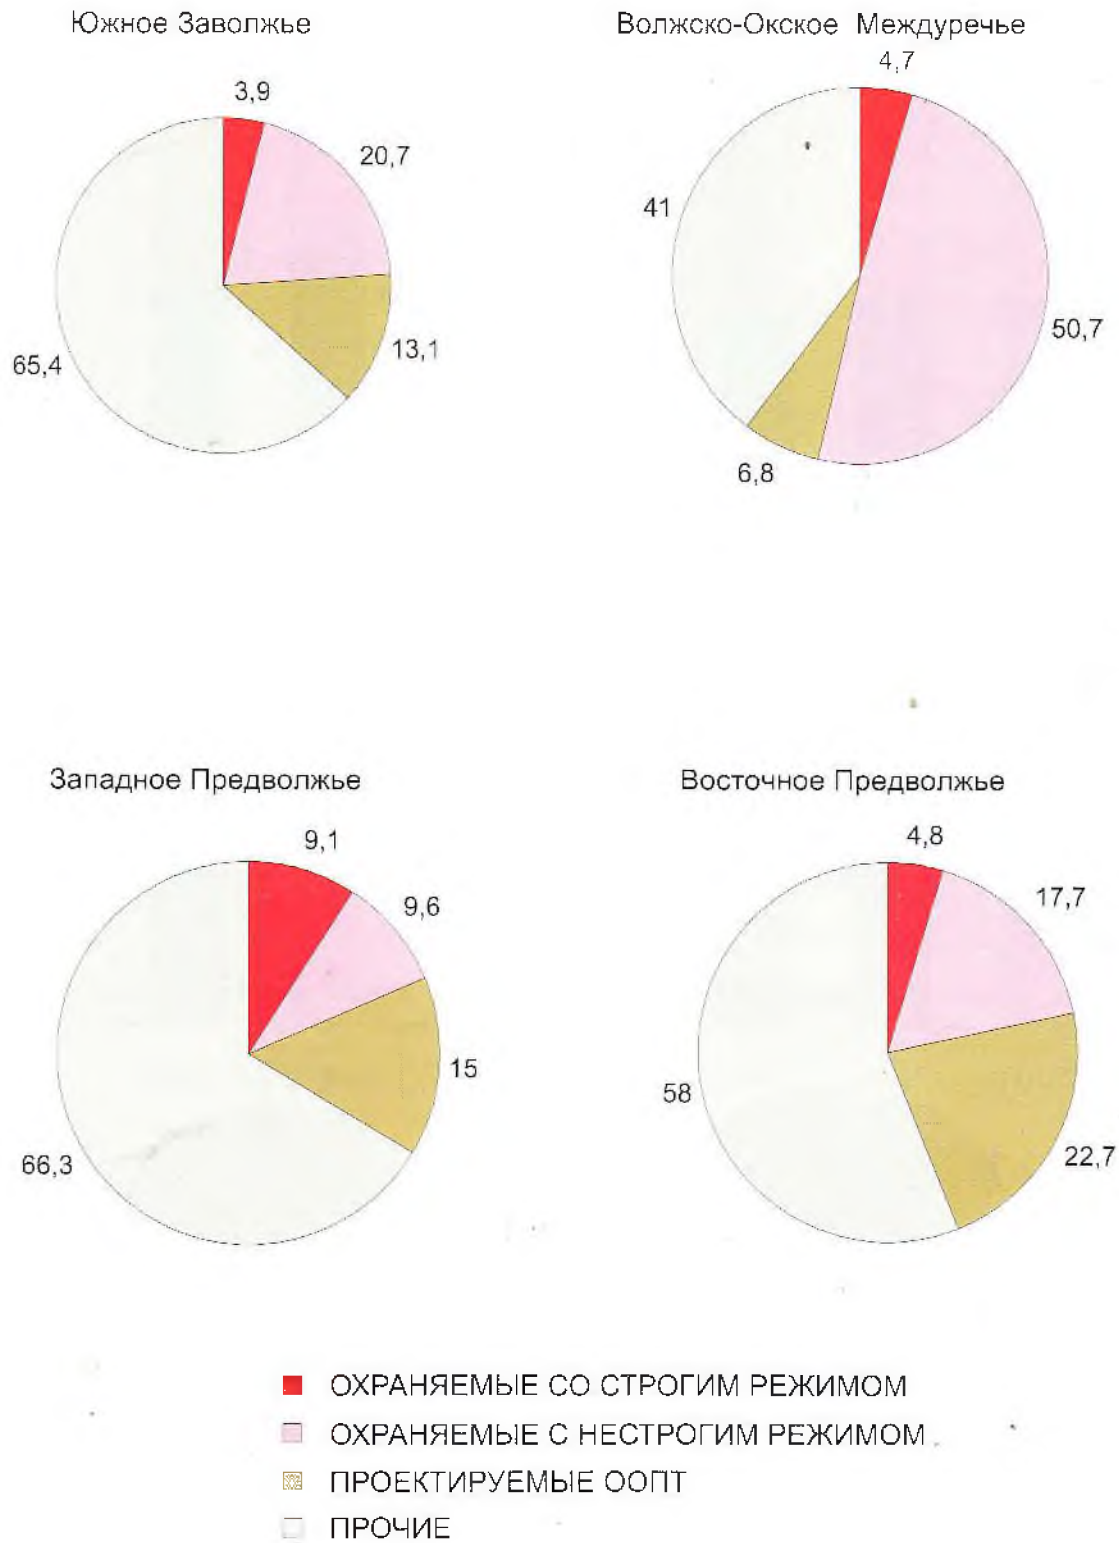 Южное Заволжье
3,9
20,7
13,1
65,4
Волжско-Окское Междуречье
4,7
41
50,7
6,8
Западное Предволжье
9,1
9,6
15
66,3
Восточное Предволжье
4,8
17,7
58
22,7
ОХРАНЯЕМЫЕ СО СТРОГИМ РЕЖИМОМ
ОХРАНЯЕМЫЕ С НЕСТРОГИМ РЕЖИМОМ
ПРОЕКТИРУЕМЫЕ ООПТ
ПРОЧИЕ